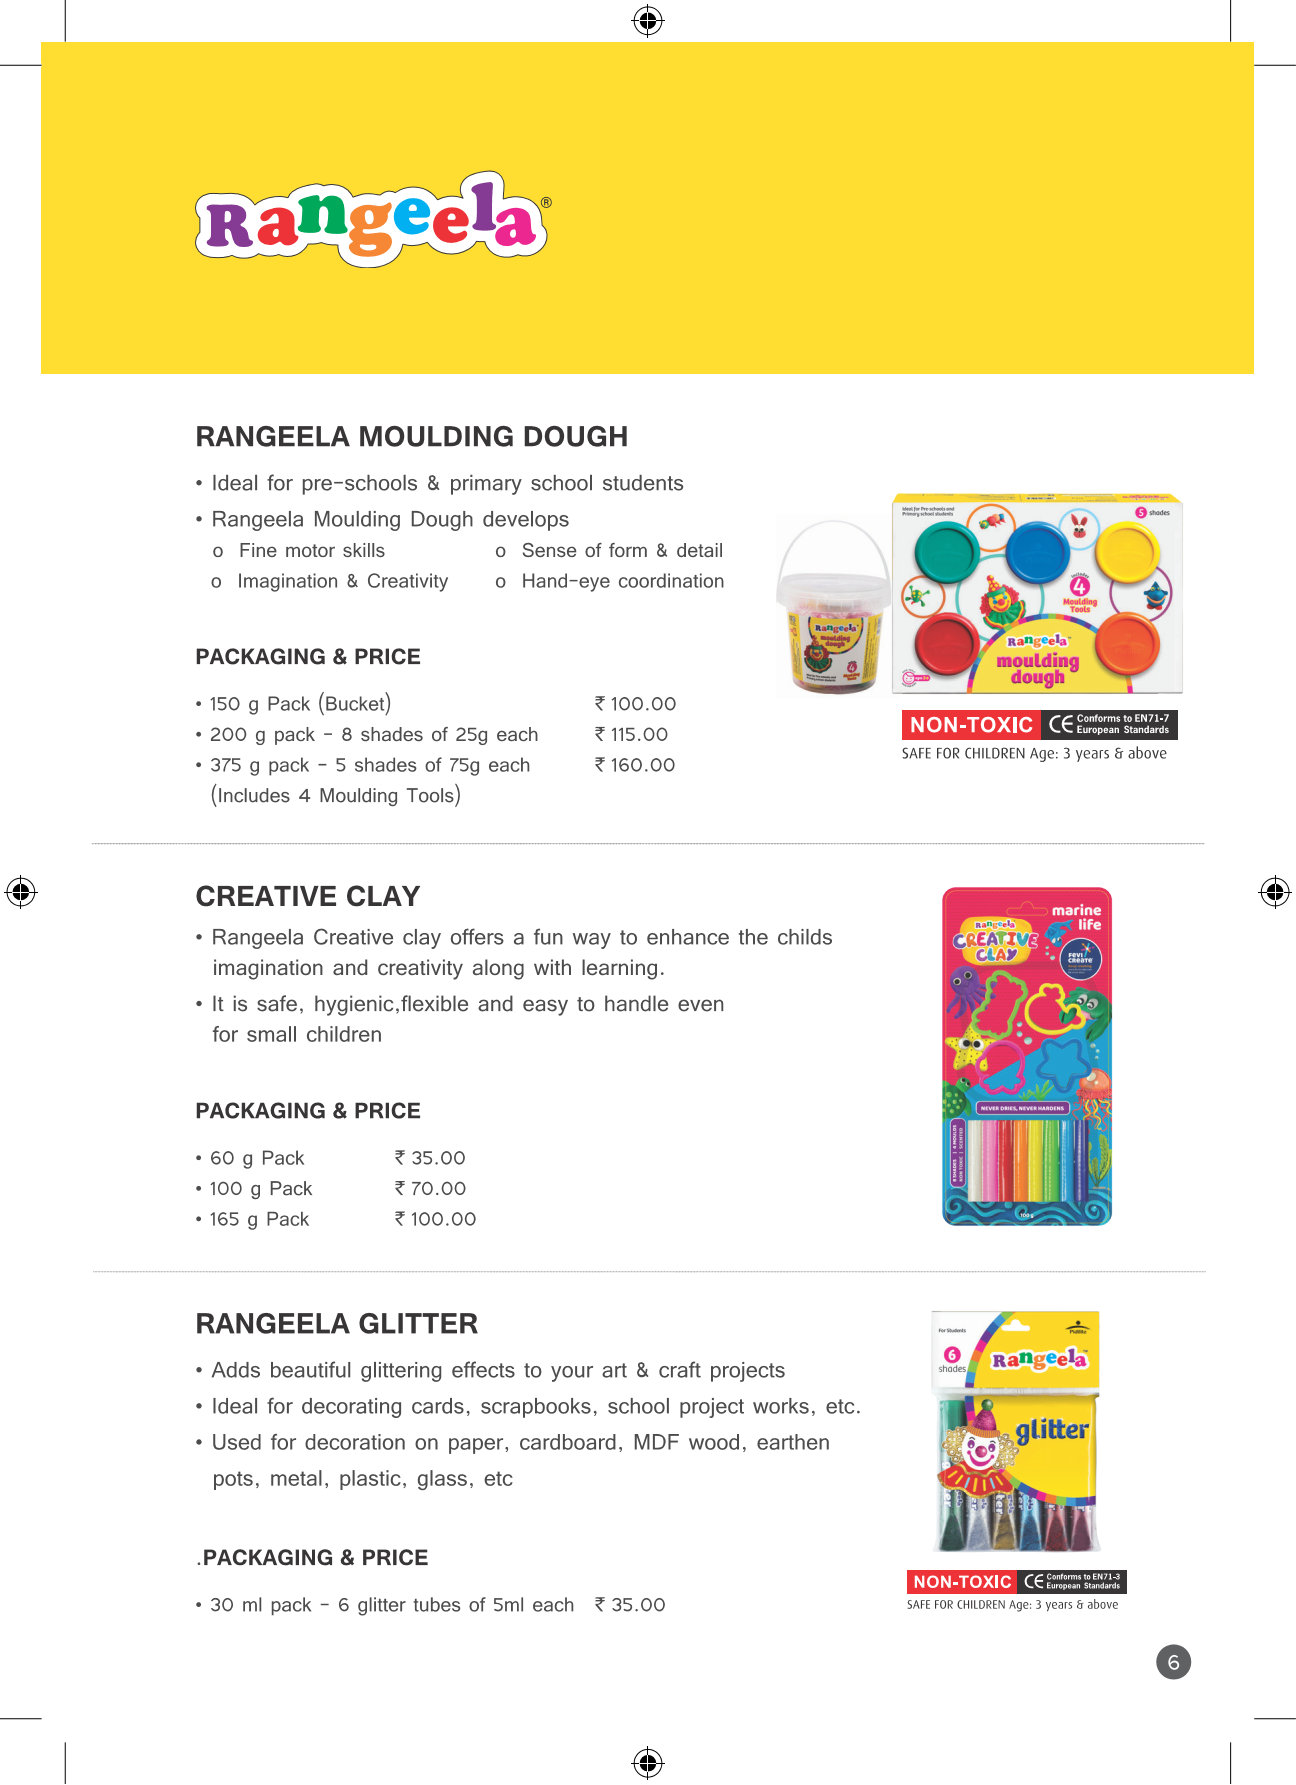 Rangeela®
RANGEELA MOULDING DOUGH
• Ideal for pre-schools & primary school students
• Rangeela Moulding Dough develops
o Fine motor skills o Sense of form & detail
o Imagination & Creativity o Hand-eye coordination
PACKAGING & PRICE
• 150 g Pack (Bucket) ₹ 100.00
• 200 g pack - 8 shades of 25g each ₹ 115.00
• 375 g pack - 5 shades of 75g each ₹ 160.00
(Includes 4 Moulding Tools)
Rangeela
moulding
dough
4
Ideal for Pre-schools and
Primary school students
5 shades
includes
4
Moulding
Tools
Rangeela
moulding
dough
NON-TOXIC CE Conforms to EN71-7
European Standards
SAFE FOR CHILDREN Age: 3 years & above
CREATIVE CLAY
• Rangeela Creative clay offers a fun way to enhance the childs
imagination and creativity along with learning.
• It is safe, hygienic,flexible and easy to handle even
for small children
PACKAGING & PRICE
• 60 g Pack ₹ 35.00
• 100 g Pack ₹ 70.00
• 165 g Pack ₹ 100.00
marine
life
Rangeela
CREATIVE
CLAY
FEVI
CREATE
NEVER DRIES, NEVER HARDENS
8 SHADES | 4 MOULDS
NON-TOXIC | SCENTED
100 g
RANGEELA GLITTER
• Adds beautiful glittering effects to your art & craft projects
• Ideal for decorating cards, scrapbooks, school project works, etc.
• Used for decoration on paper, cardboard, MDF wood, earthen
pots, metal, plastic, glass, etc
.PACKAGING & PRICE
• 30 ml pack - 6 glitter tubes of 5ml each ₹ 35.00
For Students
Pidilite
6
shades
Rangeela
glitter
NON-TOXIC CE Conforms to EN71-3
European Standards
SAFE FOR CHILDREN Age: 3 years & above
6